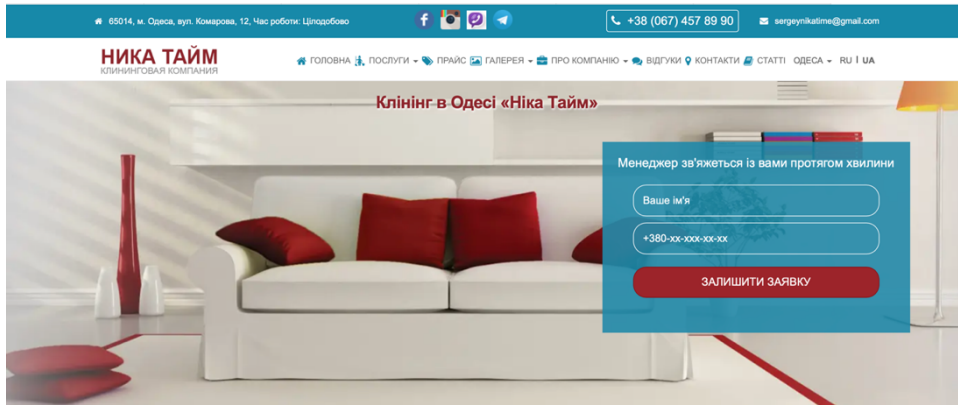 65014, м. Одеса, вул. Комарова, 12, Час роботи: Цілодобово
+38 (067) 457 89 90
sergeynikatime@gmail.com
НИКА ТАЙМ
КЛИНИНГОВАЯ КОМПАНИЯ
ГОЛОВНА ПОСЛУГИ ПРАЙС ГАЛЕРЕЯ ПРО КОМПАНІЮ ВІДГУКИ КОНТАКТИ СТАТТІ ОДЕСА RU | UA
Клінінг в Одесі «Ніка Тайм»
Менеджер зв'яжеться із вами протягом хвилини
Ваше ім'я
+380-xx-xxx-xx-xx
ЗАЛИШИТИ ЗАЯВКУ